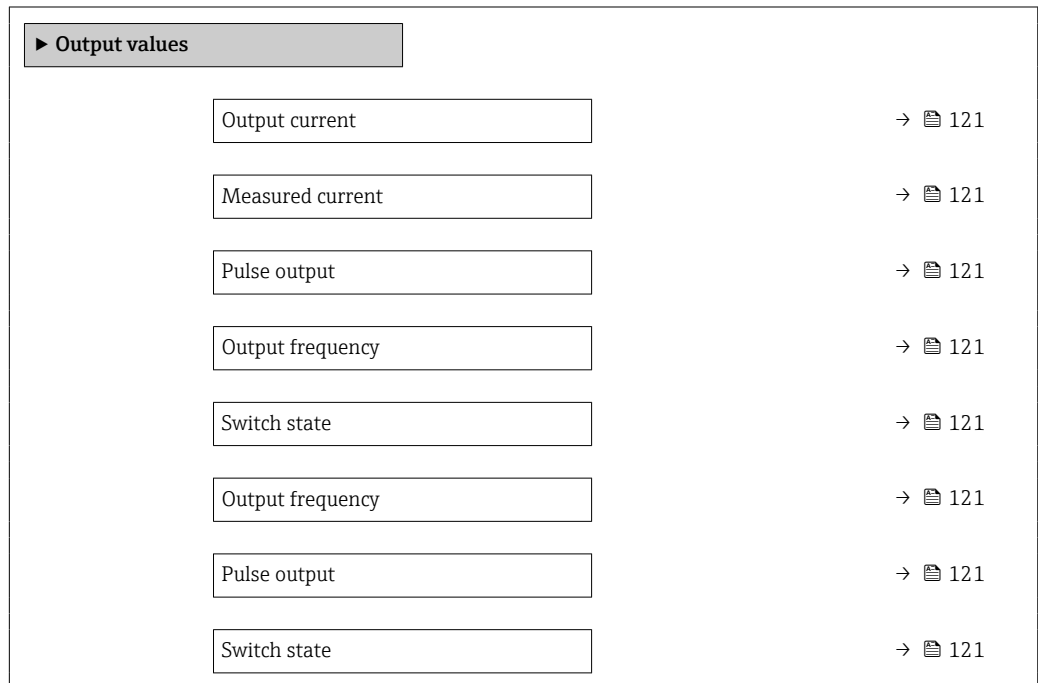 ▶ Output values
Output current → 121
Measured current → 121
Pulse output → 121
Output frequency → 121
Switch state → 121
Output frequency → 121
Pulse output → 121
Switch state → 121